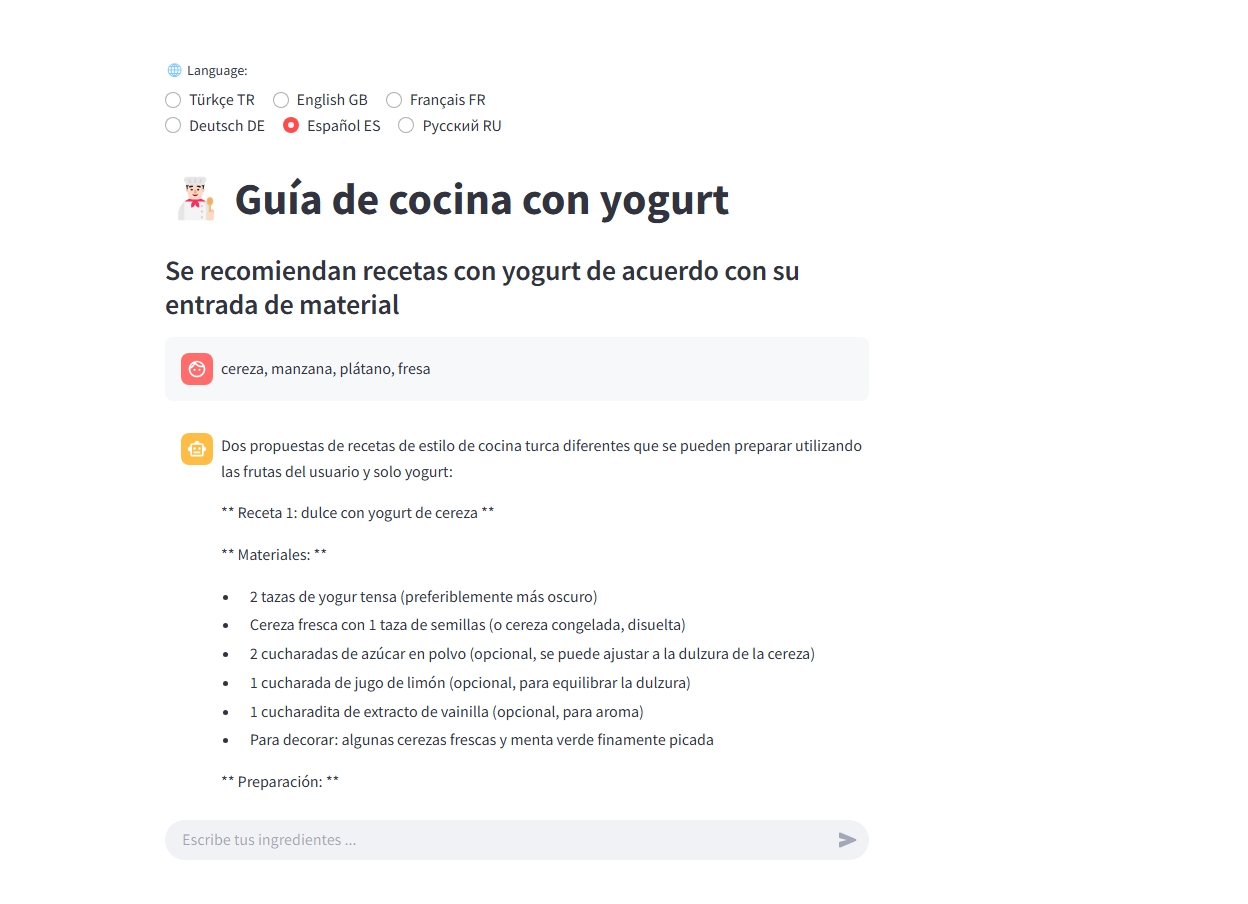 Language:
Türkçe TR English GB Français FR
Deutsch DE Español ES Русский RU
Guía de cocina con yogurt
Se recomiendan recetas con yogurt de acuerdo con su
entrada de material
cereza, manzana, plátano, fresa
Dos propuestas de recetas de estilo de cocina turca diferentes que se pueden preparar utilizando
las frutas del usuario y solo yogurt:
** Receta 1: dulce con yogurt de cereza **
** Materiales: **
• 2 tazas de yogur tensa (preferiblemente más oscuro)
• Cereza fresca con 1 taza de semillas (o cereza congelada, disuelta)
• 2 cucharadas de azúcar en polvo (opcional, se puede ajustar a la dulzura de la cereza)
• 1 cucharada de jugo de limón (opcional, para equilibrar la dulzura)
• 1 cucharadita de extracto de vainilla (opcional, para aroma)
• Para decorar: algunas cerezas frescas y menta verde finamente picada
** Preparación: **
Escribe tus ingredientes ...